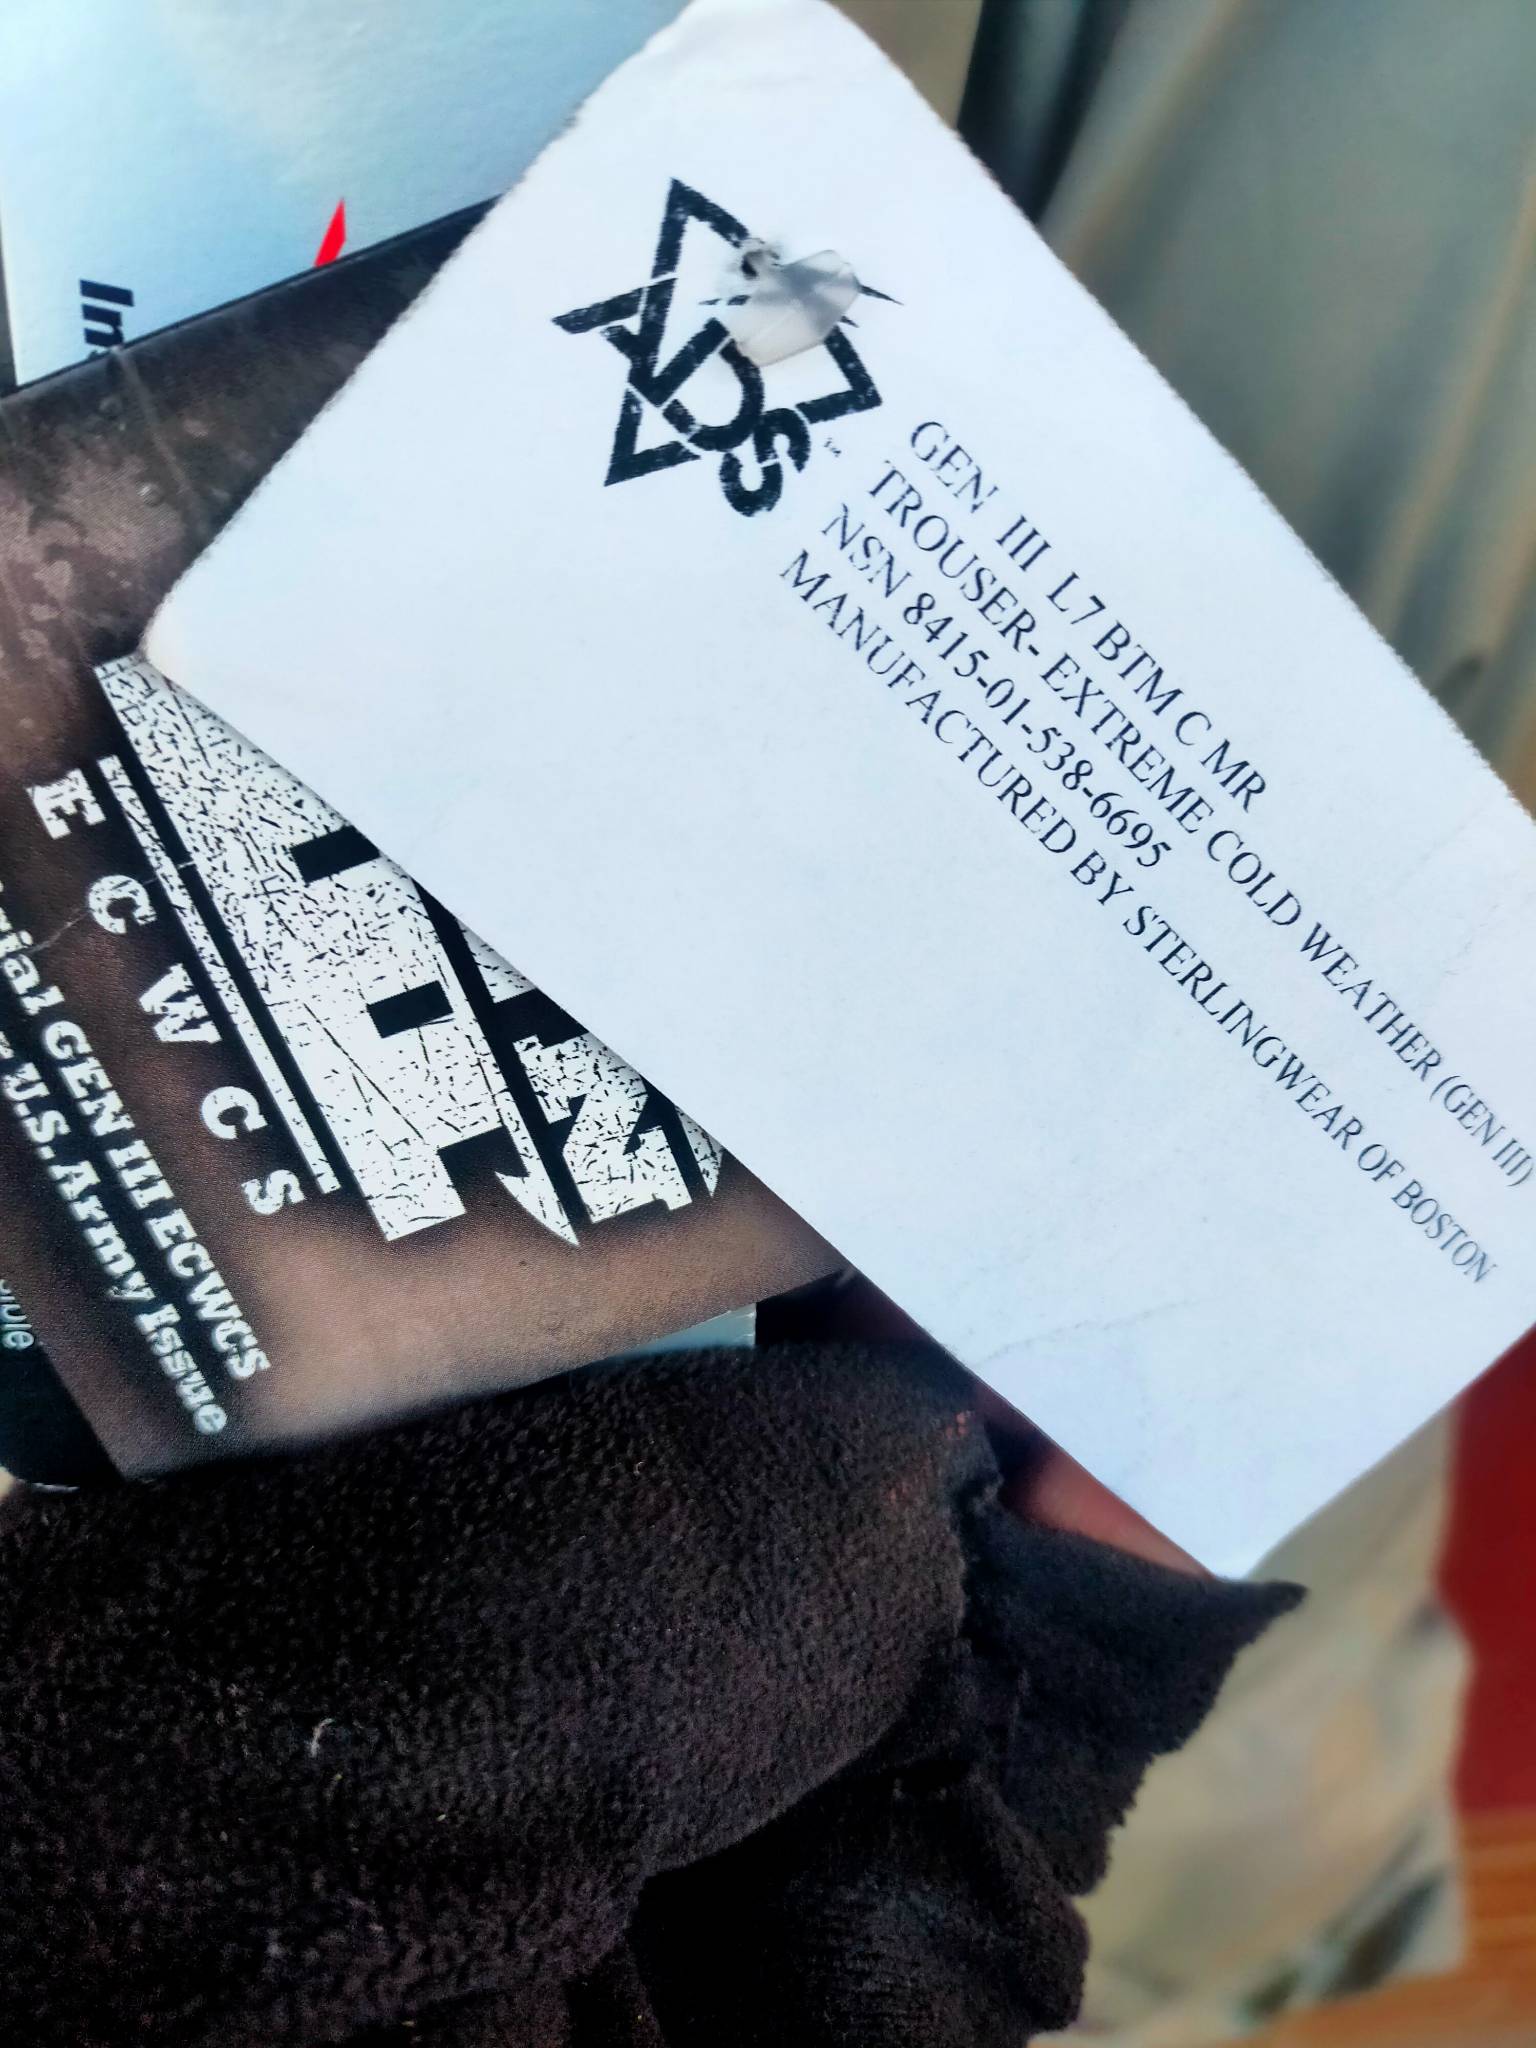 ADS
GEN III L7 BTM C MR
TROUSER- EXTREME COLD WEATHER (GEN III)
NSN 8415-01-538-6695
MANUFACTURED BY STERLINGWEAR OF BOSTON
ECWCS
GEN III ECWCS
U.S. Army Issue